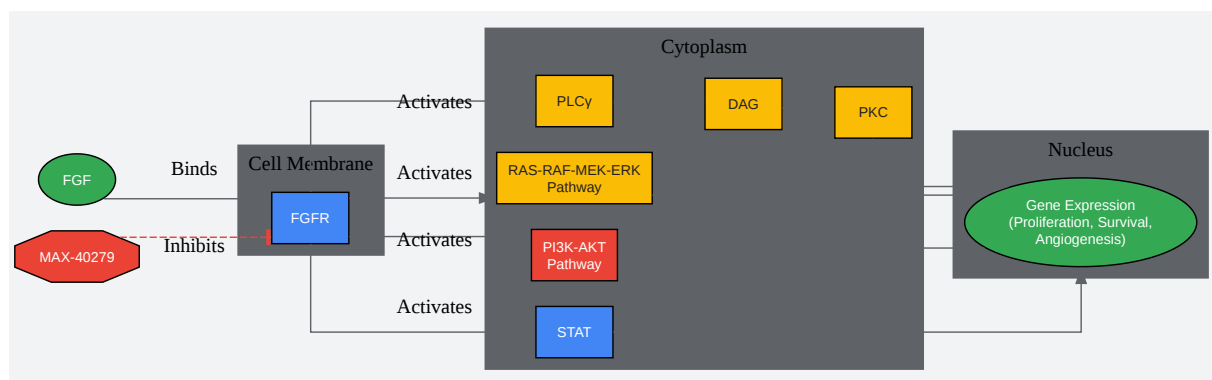 Cytoplasm
Activates
PLCγ
DAG
PKC
Nucleus
Binds
Cell Membrane
Activates
RAS-RAF-MEK-ERK
Pathway
FGF
FGFR
Gene Expression
(Proliferation, Survival,
Angiogenesis)
MAX-40279
Inhibits
Activates
PI3K-AKT
Pathway
Activates
STAT